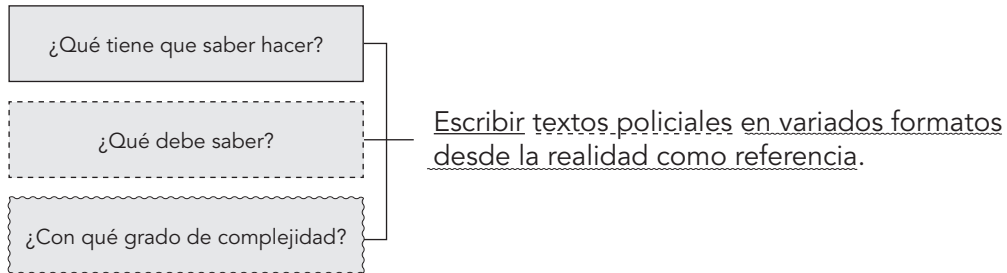 ¿Qué tiene que saber hacer?
¿Qué debe saber?
¿Con qué grado de complejidad?
Escribir textos policiales en variados formatos
desde la realidad como referencia.